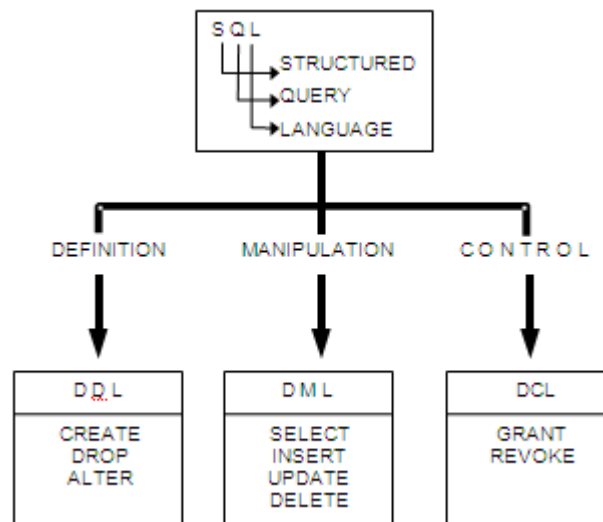 S Q L
STRUCTURED
QUERY
LANGUAGE
DEFINITION
MANIPULATION
C O N T R O L
D D L
CREATE
DROP
ALTER
D M L
SELECT
INSERT
UPDATE
DELETE
DCL
GRANT
REVOKE